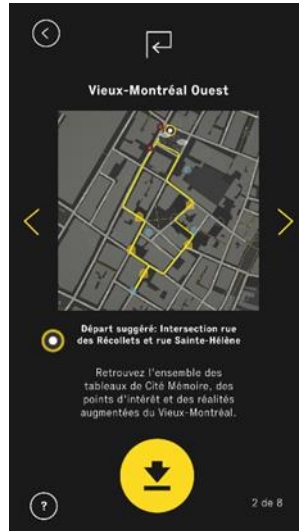 Vieux-Montréal Ouest
Départ suggéré: Intersection rue
des Récollets et rue Sainte-Hélène
Retrouvez l'ensemble des
tableaux de Cité Mémoire, des
points d'intérêt et des réalités
augmentées du Vieux-Montréal.
?
2 de 8